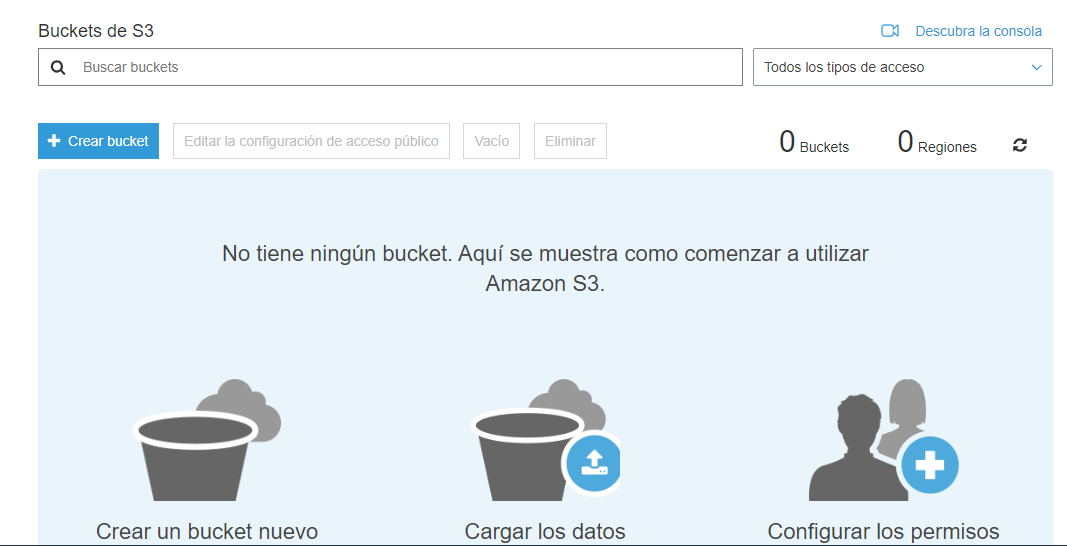 Buckets de S3
Descubra la consola
Buscar buckets
Todos los tipos de acceso
Crear bucket
Editar la configuración de acceso público
Vacío
Eliminar
0 Buckets
0 Regiones
No tiene ningún bucket. Aquí se muestra como comenzar a utilizar
Amazon S3.
Crear un bucket nuevo
Cargar los datos
Configurar los permisos